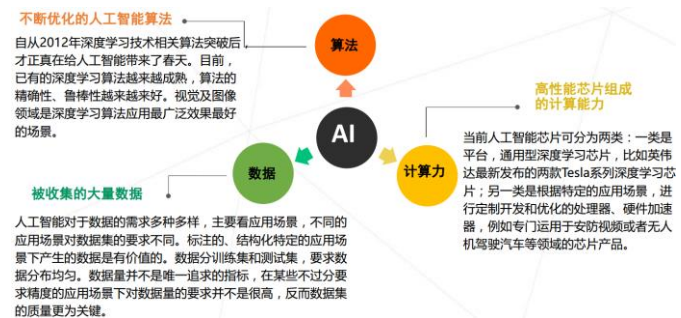 不断优化的人工智能算法
自从2012年深度学习技术相关算法突破后，
才正真在给人工智能带来了春天。目前，
已有的深度学习算法越来越成熟，算法的
精确性、鲁棒性越来越来好。视觉及图像
领域是深度学习算法应用最广泛效果最好
的场景。
算法
AI
数据
计算力
高性能芯片组成
的计算能力
当前人工智能芯片可分为两类：一类是
平台，通用型深度学习芯片，比如英伟
达最新发布的两款Tesla系列深度学习芯
片；另一类是根据特定的应用场景，进
行定制开发和优化的处理器、硬件加速
器，例如专门运用于安防视频或者无人
机驾驶汽车等领域的芯片产品。
被收集的大量数据
人工智能对于数据的需求多种多样，主要看应用场景，不同的
应用场景对数据集的要求不同。标注的、结构化特定的应用场
景下产生的数据是有价值的。数据分训练集和测试集，要求数
据分布均匀。数据量并不是唯一追求的指标，在某些不过分要
求精度的应用场景下对数据量的要求并不是很高，反而数据集
的质量更为关键。